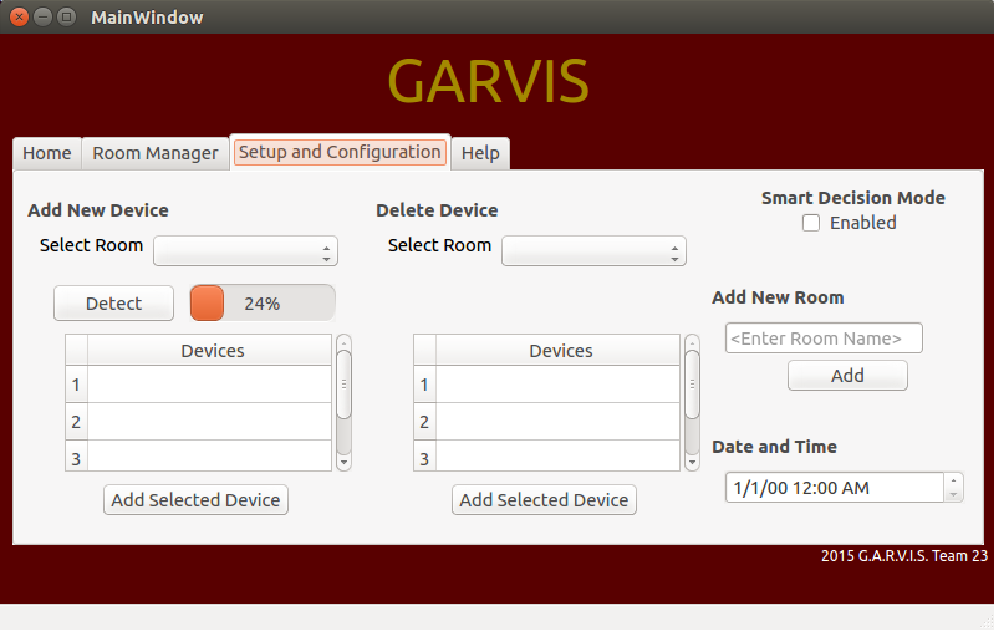 MainWindow
GARVIS
Home Room Manager Setup and Configuration Help
Add New Device
Select Room
Detect 24%
Devices
1
2
3
Add Selected Device
Delete Device
Select Room
Devices
1
2
3
Add Selected Device
Smart Decision Mode
Enabled
Add New Room
<Enter Room Name>
Add
Date and Time
1/1/00 12:00 AM
2015 G.A.R.V.I.S. Team 23